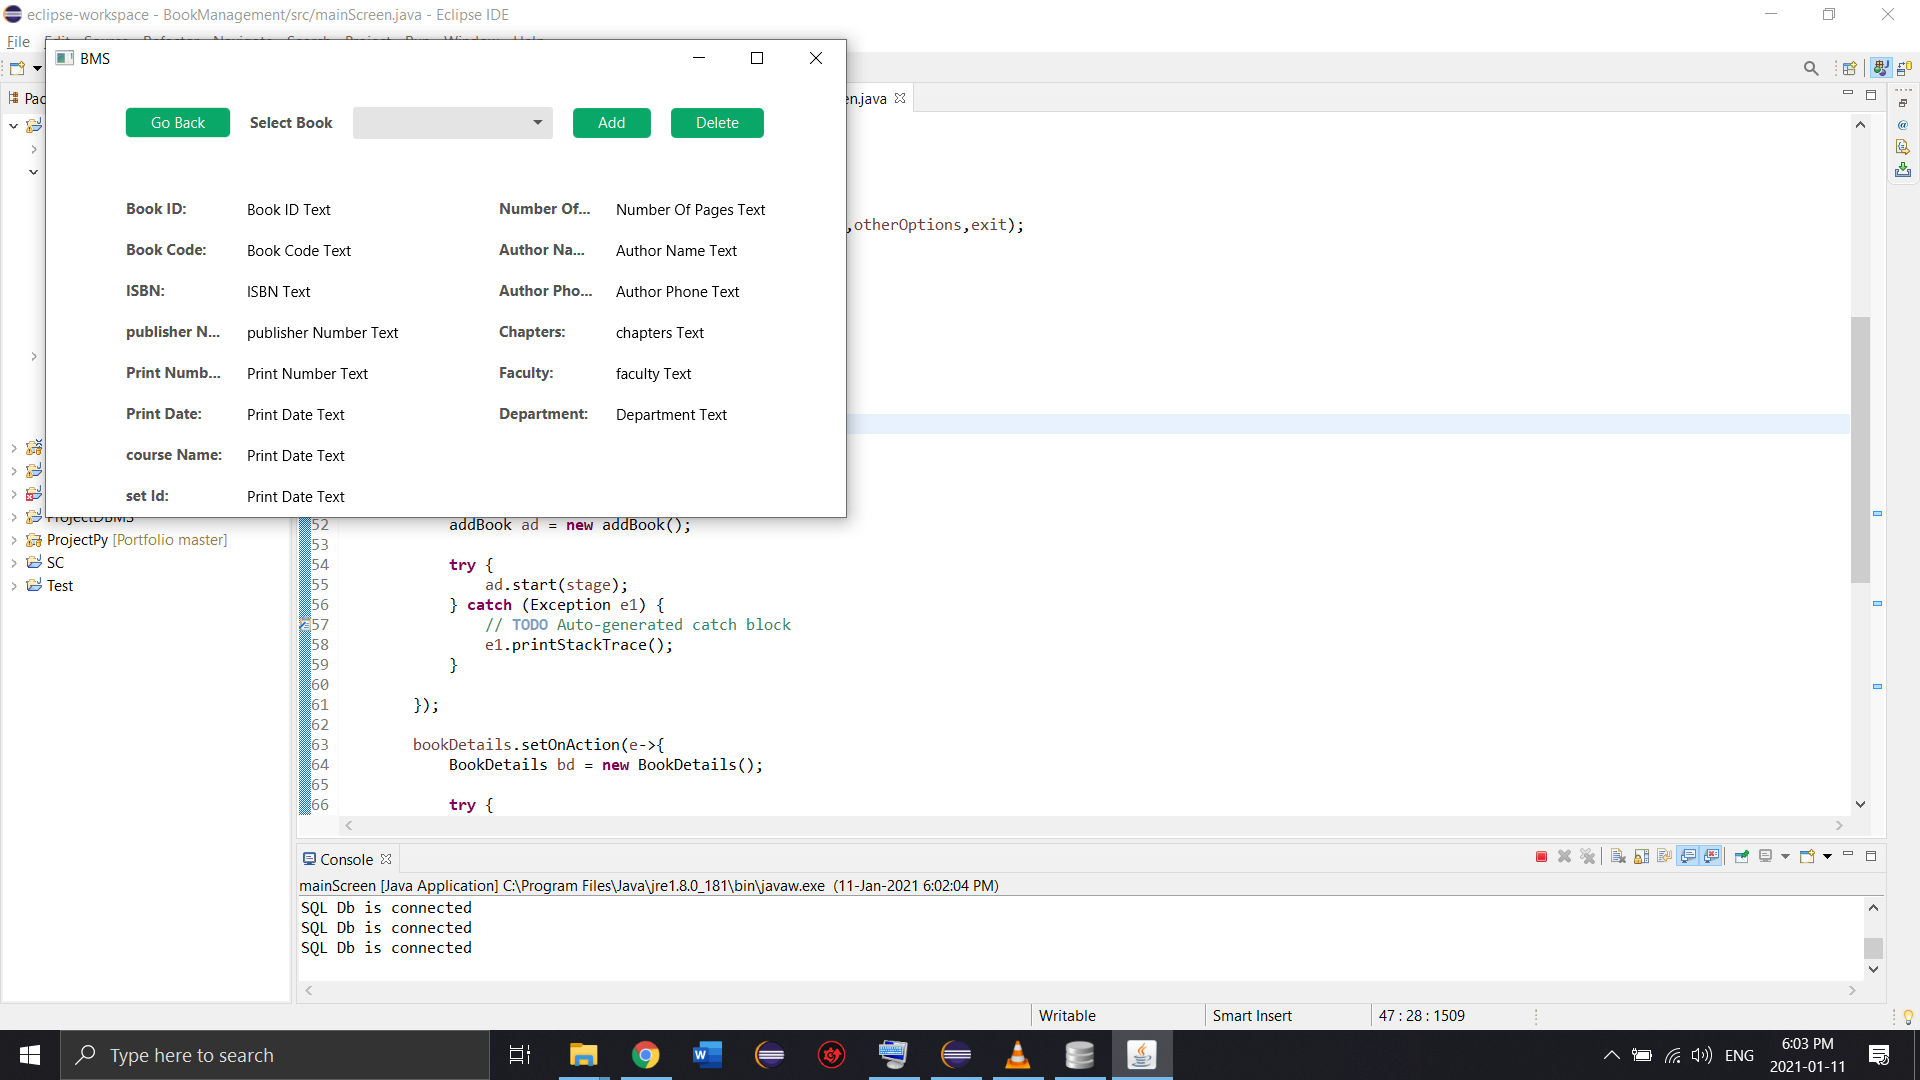 eclipse-workspace - BookManagement/src/mainScreen.java - Eclipse IDE
File
BMS
Pac
en.java
Go Back
Select Book
Add
Delete
Book ID: Book ID Text Number Of... Number Of Pages Text
Book Code: Book Code Text Author Na... Author Name Text
ISBN: ISBN Text Author Pho... Author Phone Text
publisher N... publisher Number Text Chapters: chapters Text
Print Numb... Print Number Text Faculty: faculty Text
Print Date: Print Date Text Department: Department Text
course Name: Print Date Text
set Id: Print Date Text
,otherOptions,exit);
ProjectDBMS
ProjectPy [Portfolio master]
SC
Test
52 addBook ad = new addBook();
53
54 try {
55 ad.start(stage);
56 } catch (Exception e1) {
57 // TODO Auto-generated catch block
58 e1.printStackTrace();
59 }
60
61 });
62
63 bookDetails.setOnAction(e->{
64 BookDetails bd = new BookDetails();
65
66 try {
Console
mainScreen [Java Application] C:\Program Files\Java\jre1.8.0_181\bin\javaw.exe (11-Jan-2021 6:02:04 PM)
SQL Db is connected
SQL Db is connected
SQL Db is connected
Writable
Smart Insert
47 : 28 : 1509
Type here to search
ENG
6:03 PM
2021-01-11